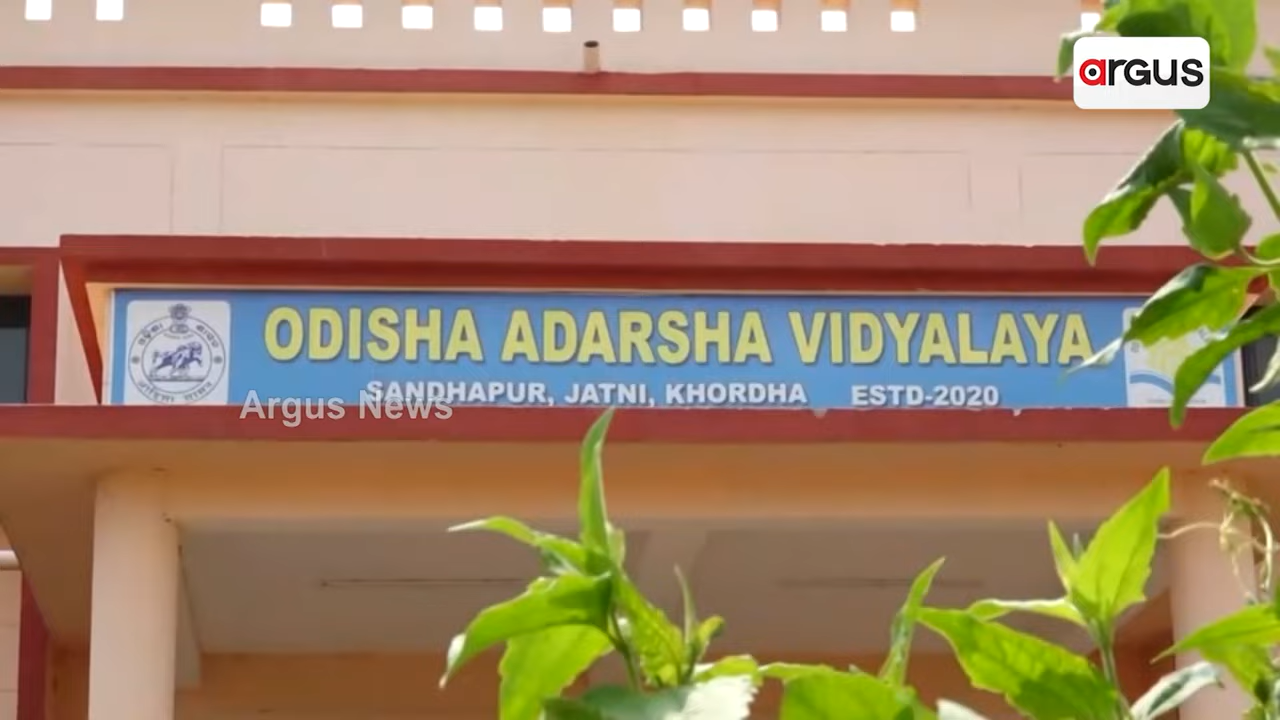 argus
ODISHA ADARSHA VIDYALAYA
SANDHAPUR, JATNI, KHORDHA ESTD-2020
Argus News